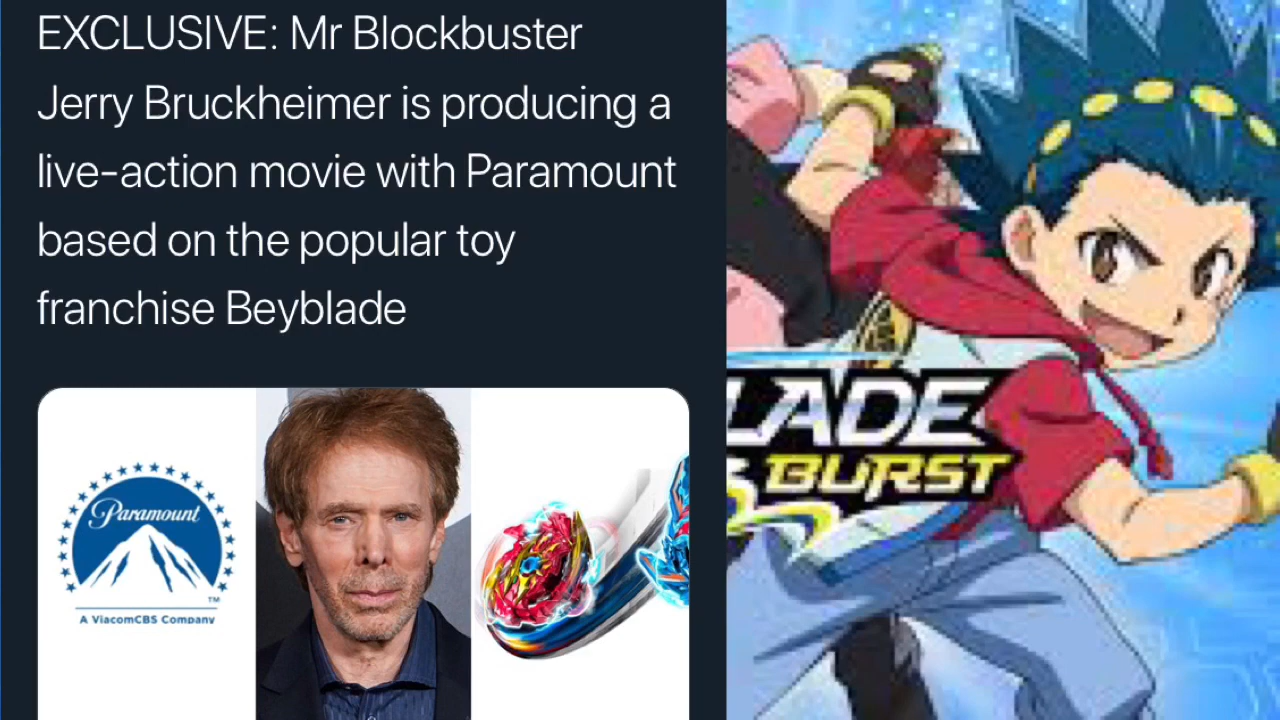 EXCLUSIVE: Mr Blockbuster
Jerry Bruckheimer is producing a
live-action movie with Paramount
based on the popular toy
franchise Beyblade
Paramount
TM
A ViacomCBS Company
LADE
BURST